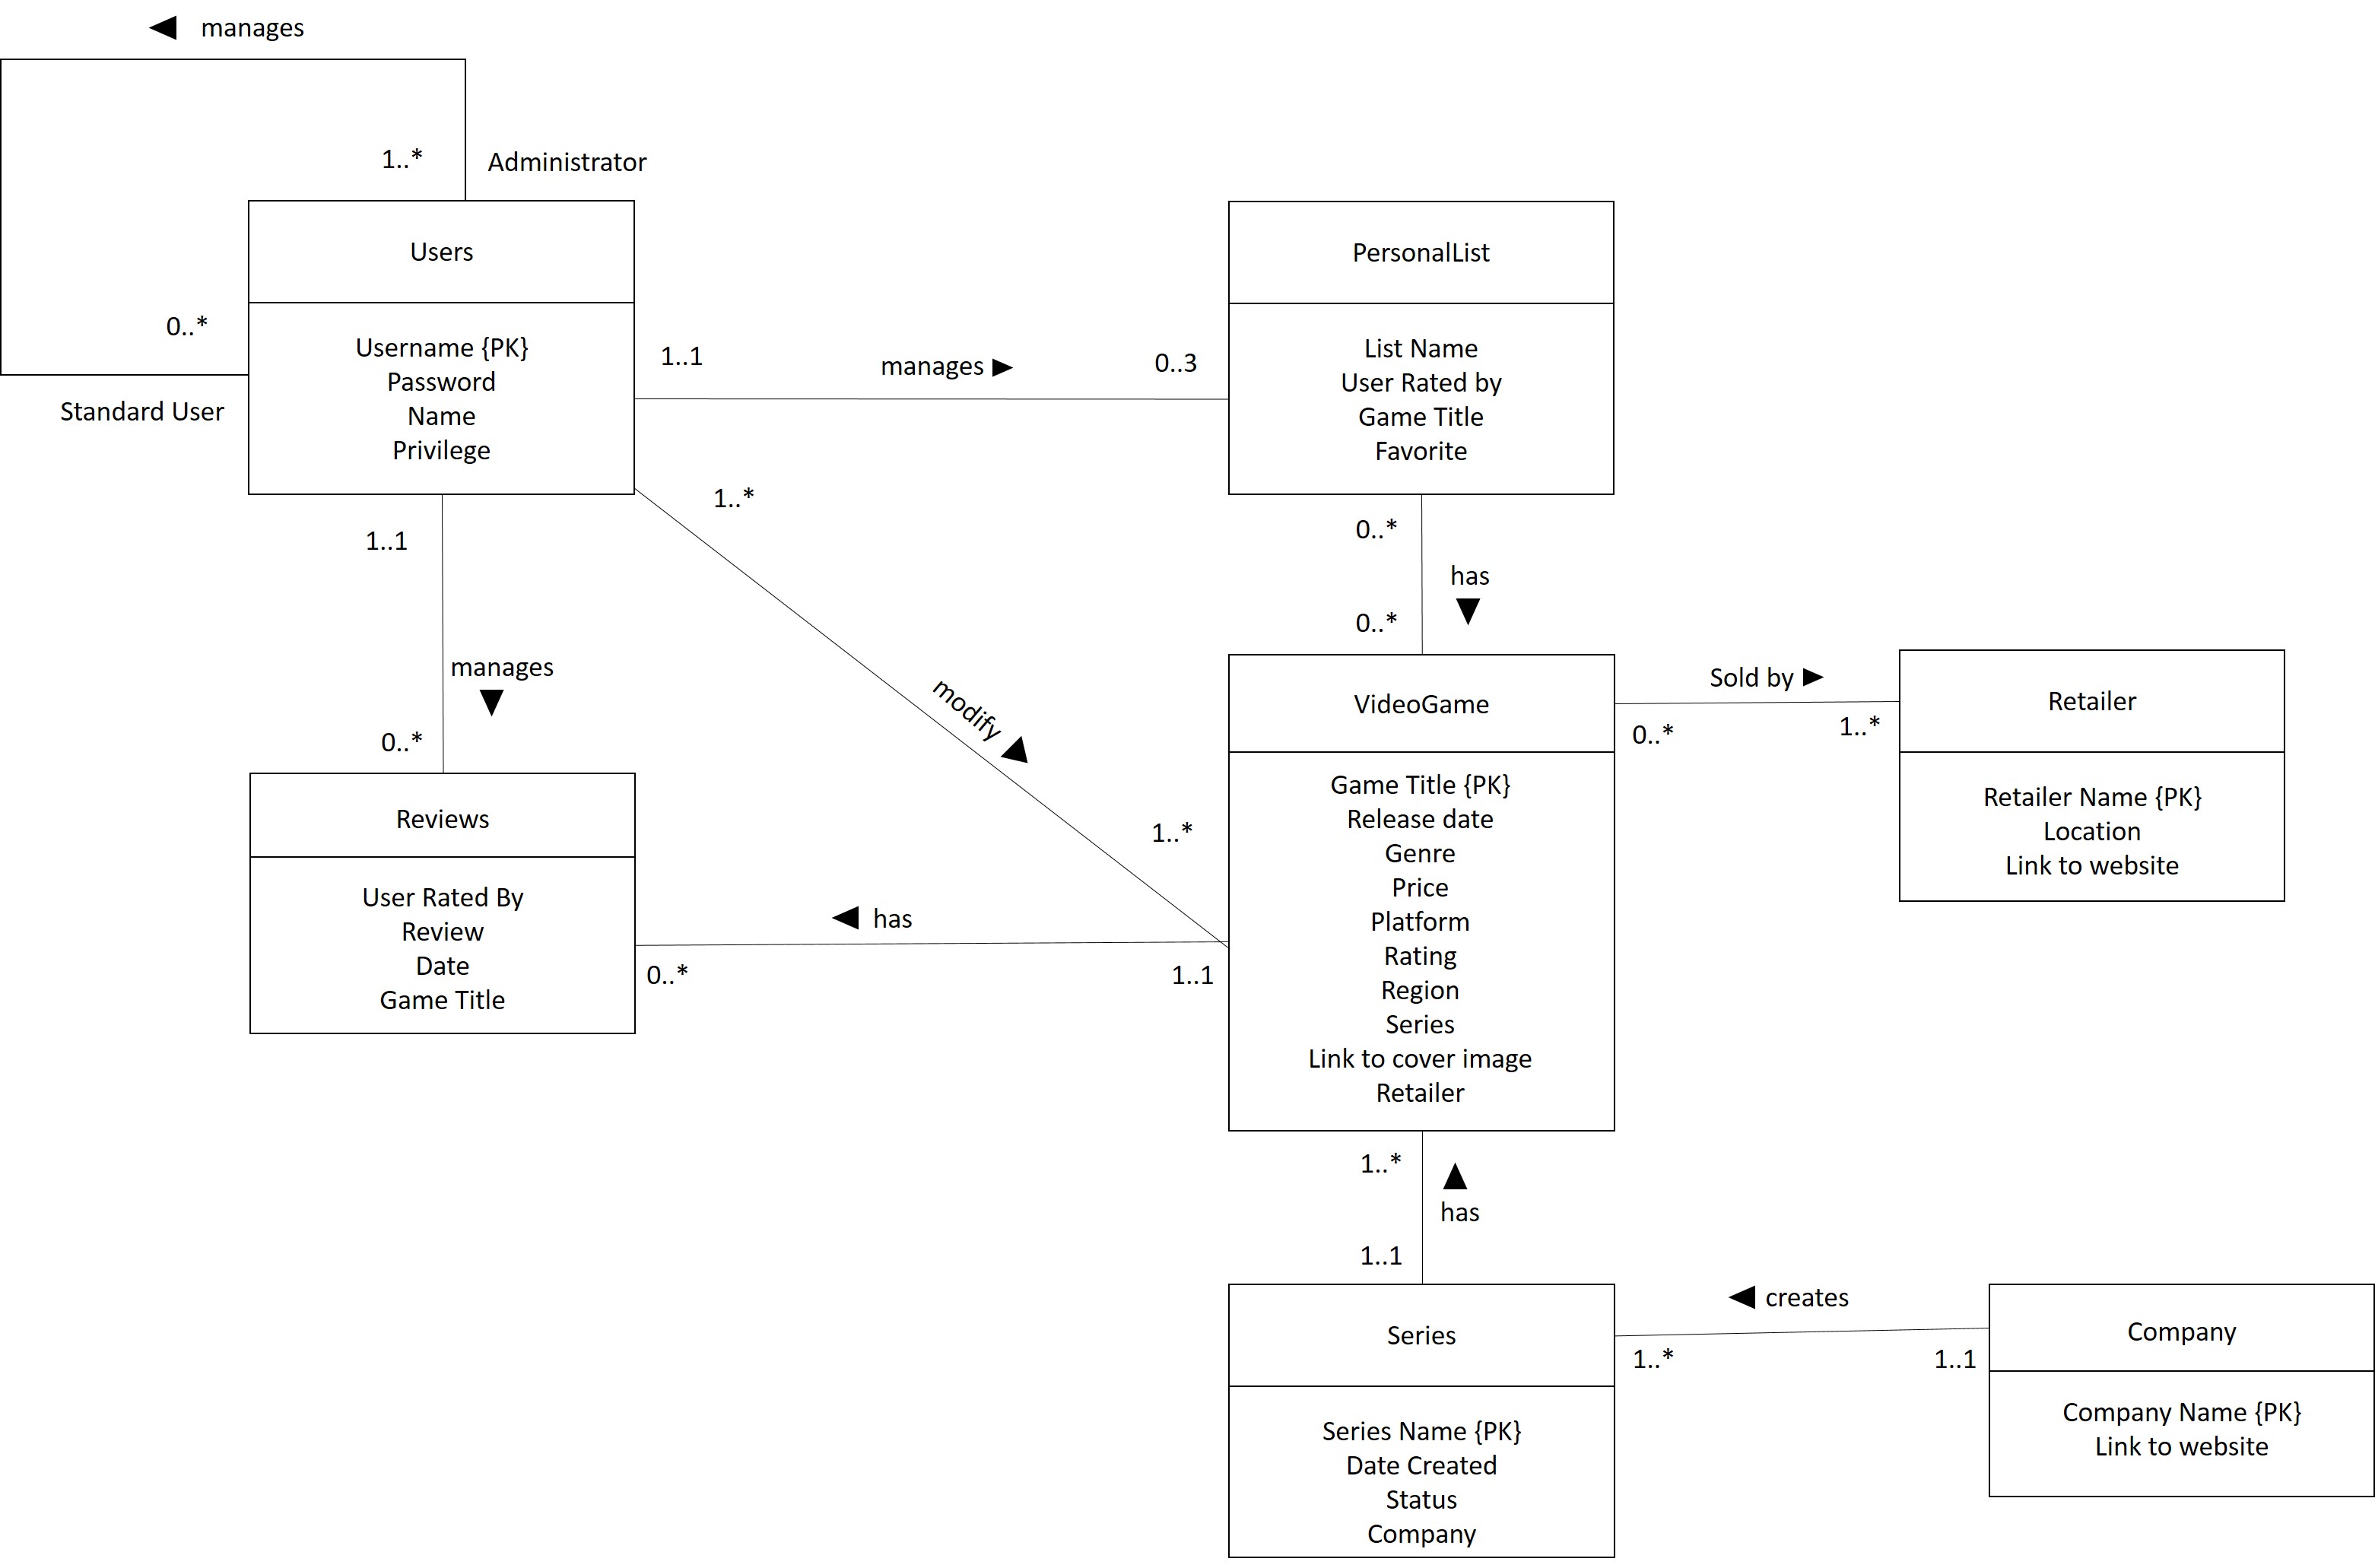 manages
1..*
Administrator
Users
Username {PK}
Password
Name
Privilege
0..*
Standard User
1..1
manages
0..3
PersonalList
List Name
User Rated by
Game Title
Favorite
1..1
manages
0..*
1..*
modify
1..*
0..*
has
0..*
VideoGame
Game Title {PK}
Release date
Genre
Price
Platform
Rating
Region
Series
Link to cover image
Retailer
Sold by
0..*
1..*
Retailer
Retailer Name {PK}
Location
Link to website
Reviews
User Rated By
Review
Date
Game Title
has
0..*
1..1
1..*
has
1..1
Series
Series Name {PK}
Date Created
Status
Company
creates
1..*
1..1
Company
Company Name {PK}
Link to website